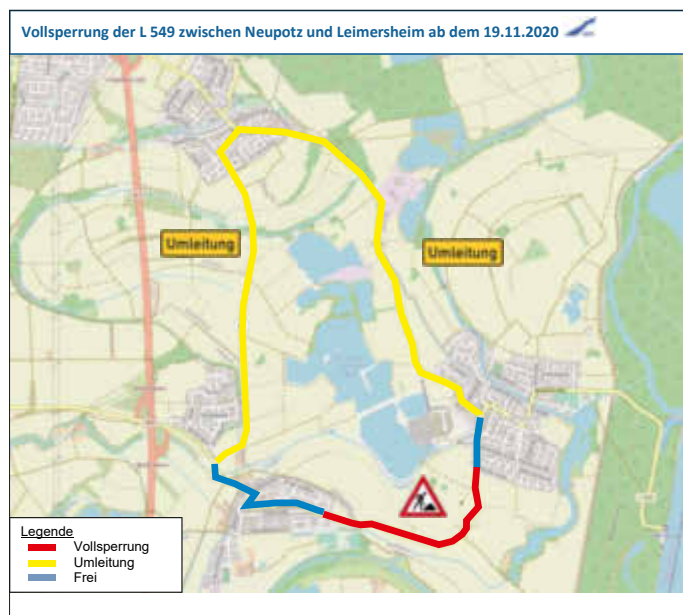 Vollsperrung der L 549 zwischen Neupotz und Leimersheim ab dem 19.11.2020
Umleitung
Umleitung
Legende
Vollsperrung
Umleitung
Frei